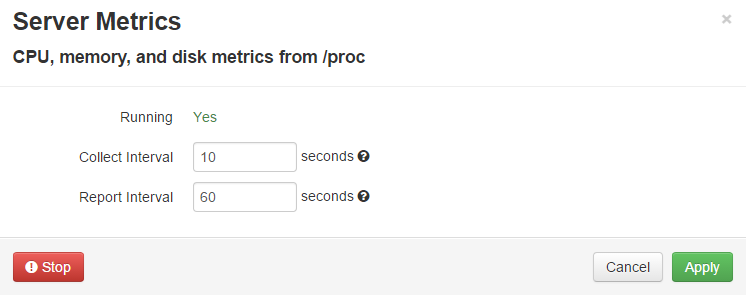 Server Metrics ×
CPU, memory, and disk metrics from /proc
Running Yes
Collect Interval 10 seconds ?
Report Interval 60 seconds ?
! Stop Cancel Apply